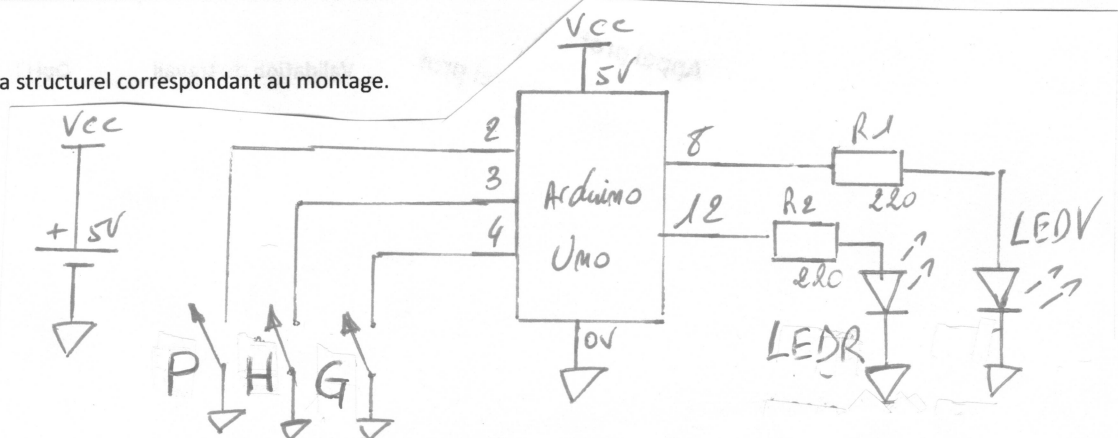 a structurel correspondant au montage.
Vcc
+ 5V
P
H
G
Vcc
5V
2
3
4
Arduino
Uno
0V
8
12
R1
220
R2
220
LEDR
LEDV